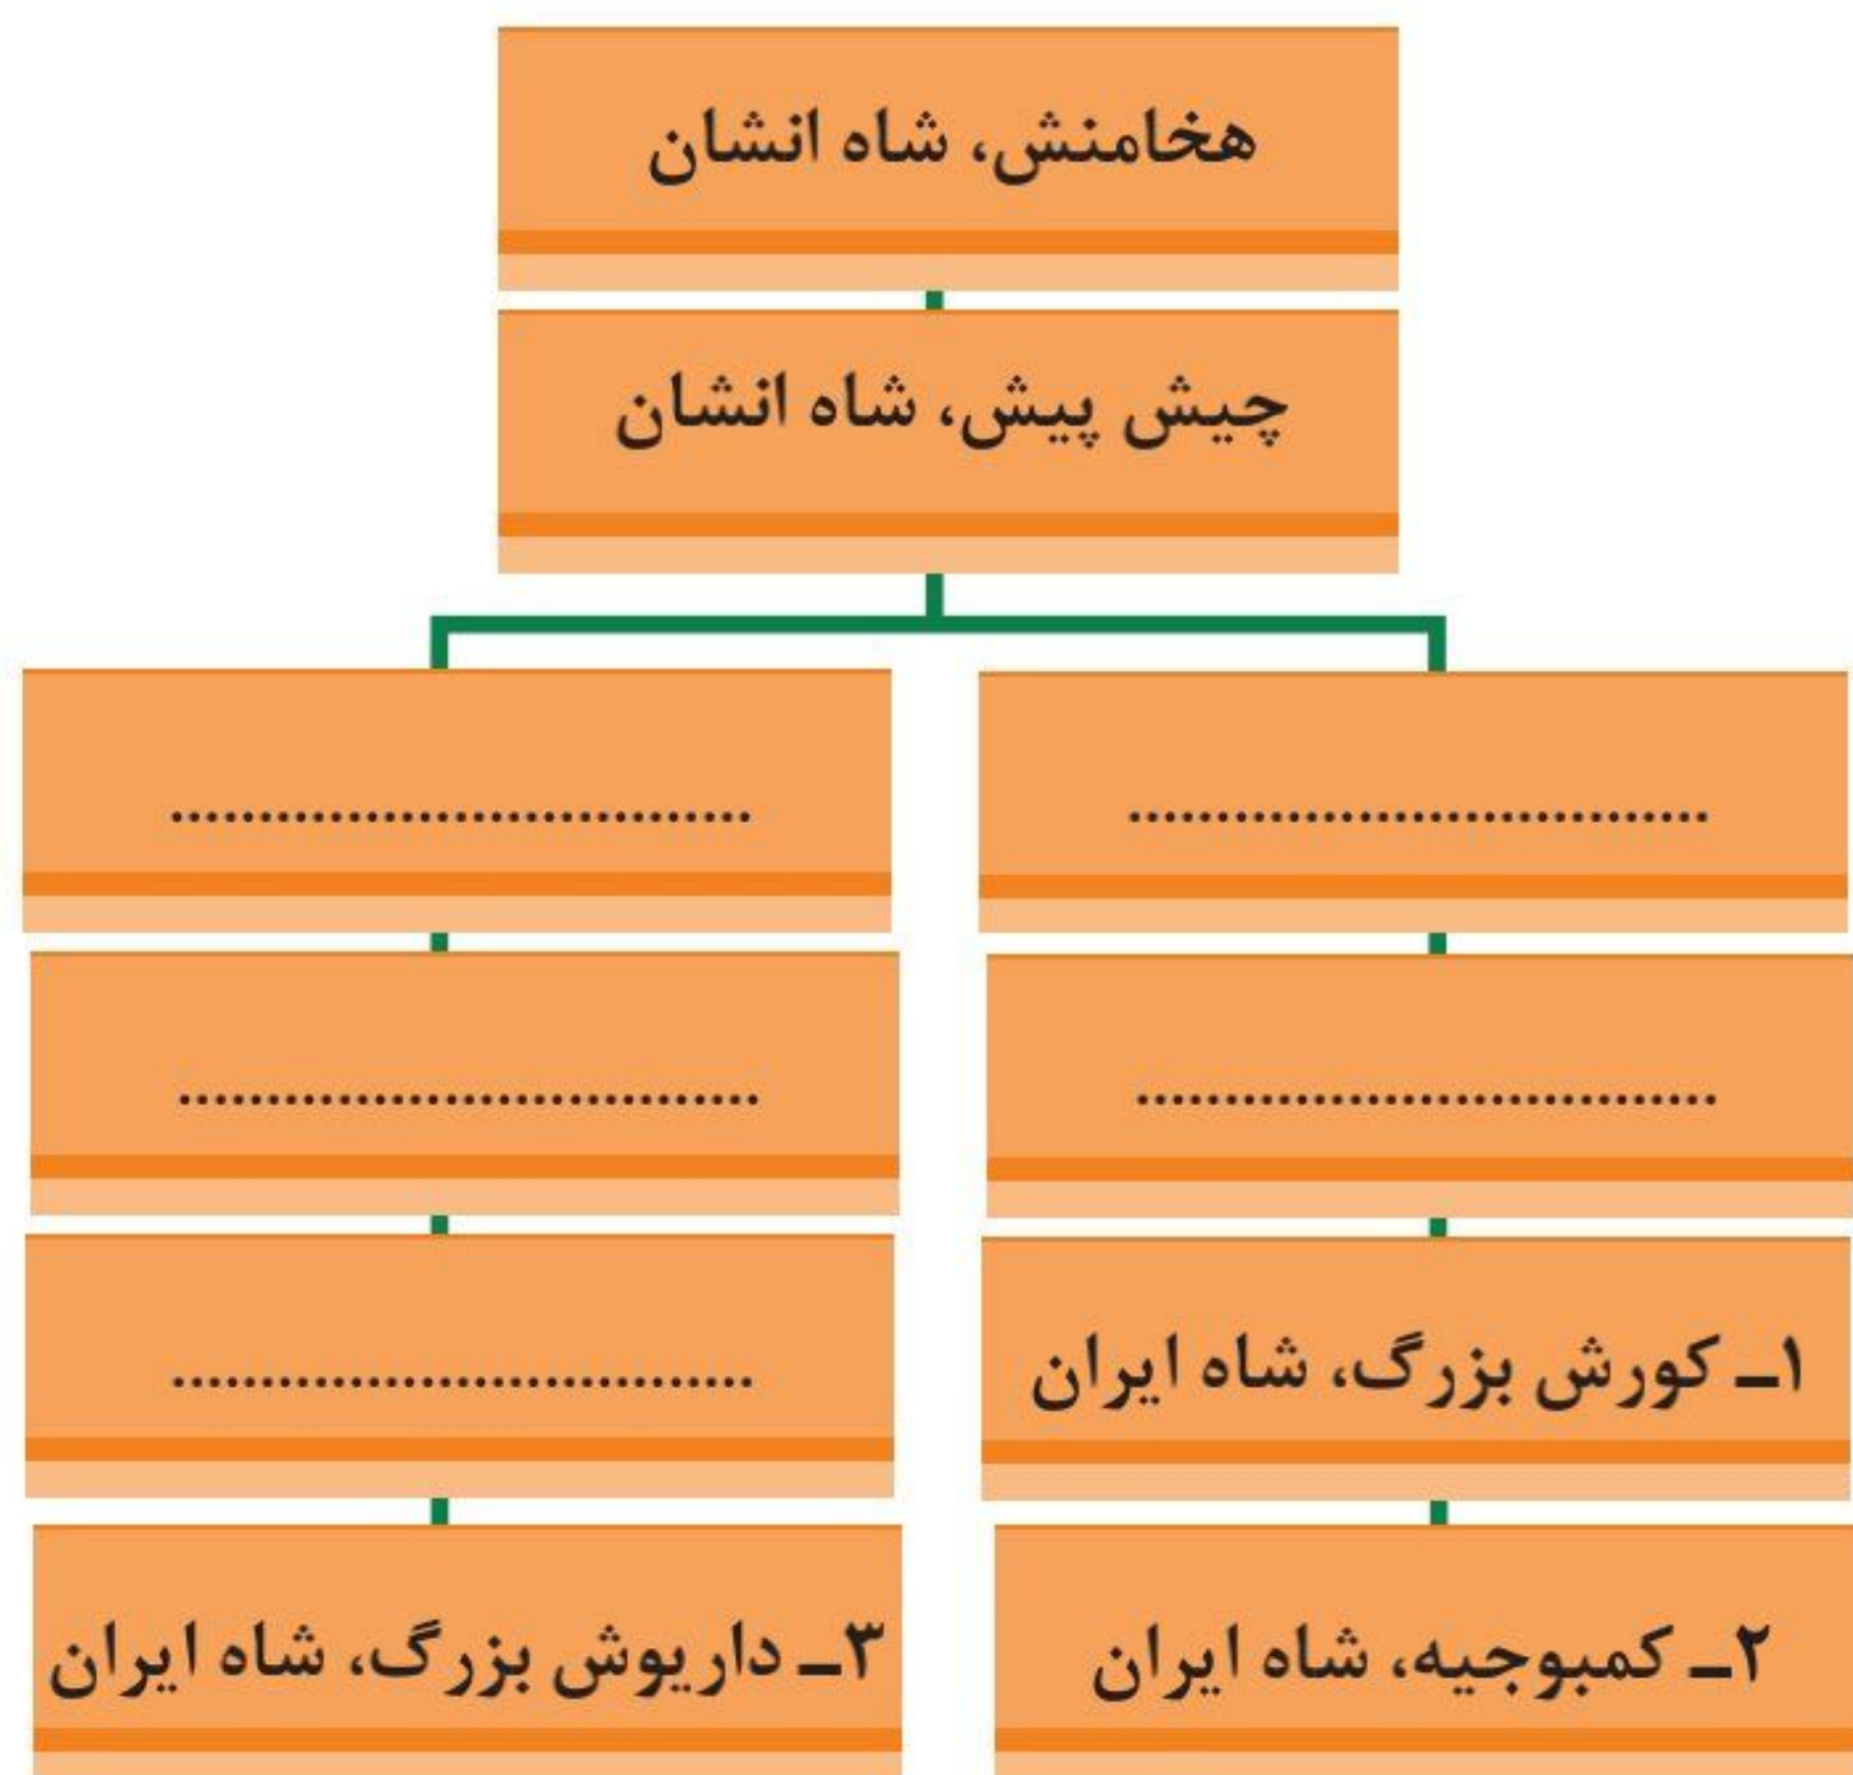 هخامنش، شاه انشان
چیش پیش، شاه انشان
................................. .................................
................................. .................................
۱ـ کورش بزرگ، شاه ایران
.................................
۲ـ کمبوجیه، شاه ایران
۳ـ داریوش بزرگ، شاه ایران